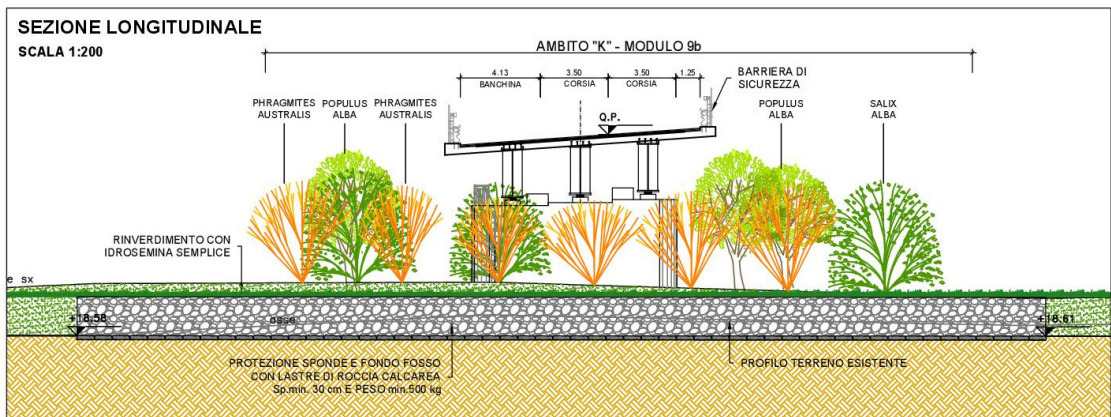 SEZIONE LONGITUDINALE
SCALA 1:200
AMBITO "K" - MODULO 9b
4.13
3.50
3.50
1.25
BANCHINA
CORSIA
CORSIA
BARRIERA DI
SICUREZZA
PHRAGMITES
AUSTRALIS
POPULUS
ALBA
PHRAGMITES
AUSTRALIS
Q.P.
POPULUS
ALBA
SALIX
ALBA
RINVERDIMENTO CON
IDROSEMINA SEMPLICE
e sx
+18.58
asse
+18.61
PROTEZIONE SPONDE E FONDO FOSSO
CON LASTRE DI ROCCIA CALCAREA
Sp.min. 30 cm E PESO min.500 kg
PROFILO TERRENO ESISTENTE